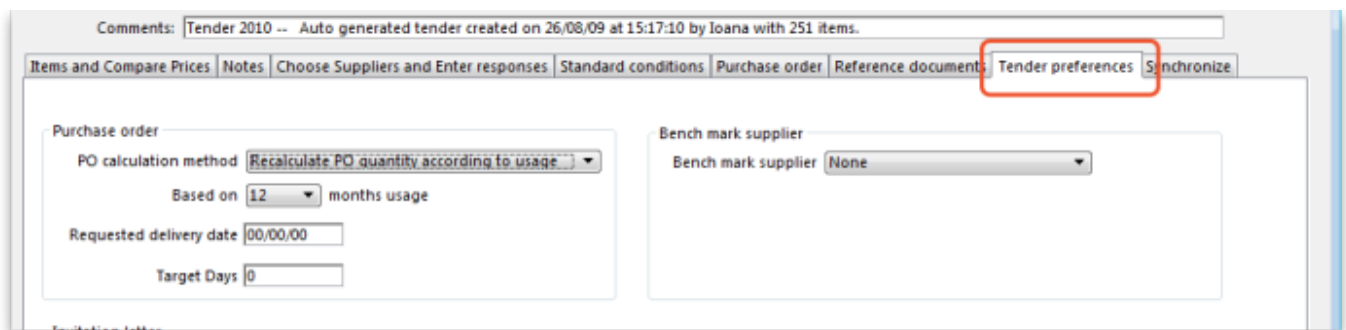 Comments: Tender 2010 -- Auto generated tender created on 26/08/09 at 15:17:10 by Ioana with 251 items.
Items and Compare Prices Notes Choose Suppliers and Enter responses Standard conditions Purchase order Reference documents Tender preferences Synchronize
Purchase order
PO calculation method Recalculate PO quantity according to usage
Based on 12 months usage
Requested delivery date 00/00/00
Target Days 0
Bench mark supplier
Bench mark supplier None